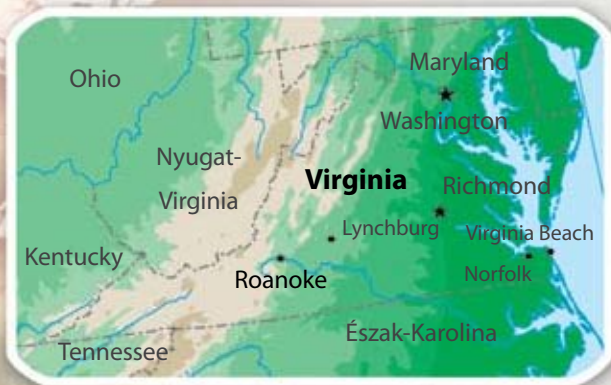 Ohio
Maryland
Washington
Nyugat-
Virginia
Virginia
Richmond
Lynchburg
Virginia Beach
Kentucky
Norfolk
Roanoke
Észak-Karolina
Tennessee